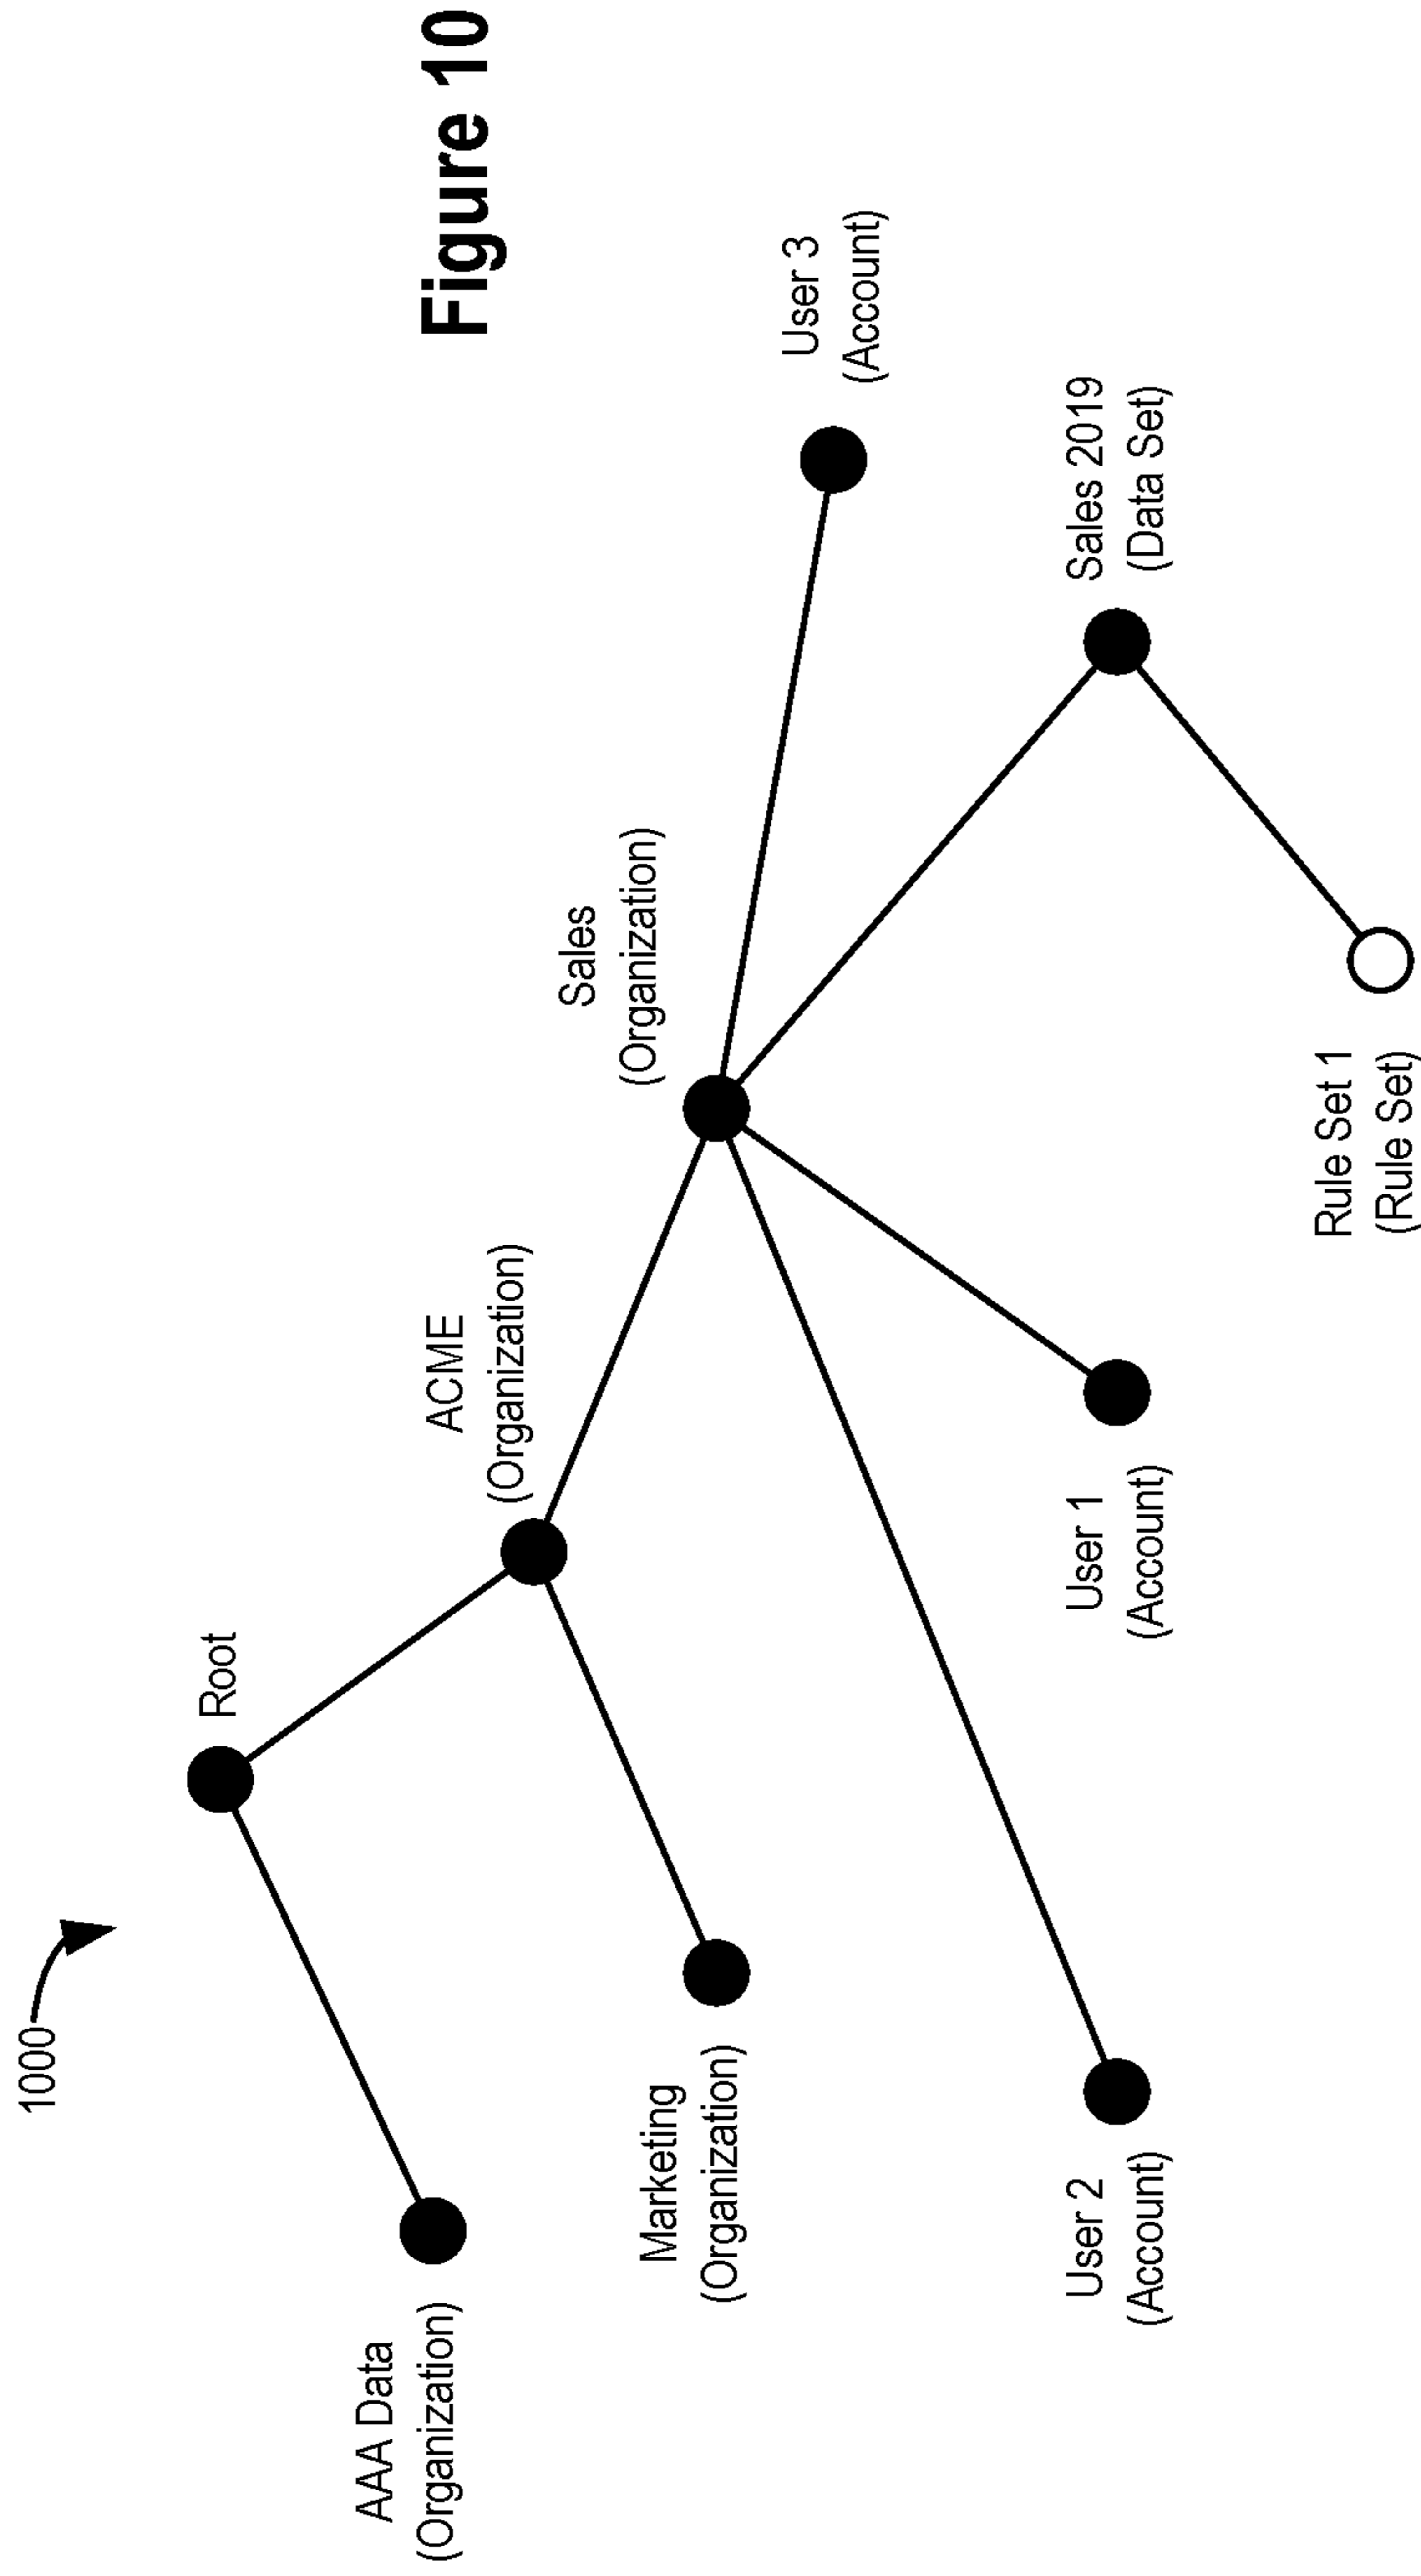 1000
Root
AAA Data
(Organization)
ACME
(Organization)
Marketing
(Organization)
Sales
(Organization)
User 2
(Account)
User 1
(Account)
User 3
(Account)
Sales 2019
(Data Set)
Rule Set 1
(Rule Set)
Figure 10